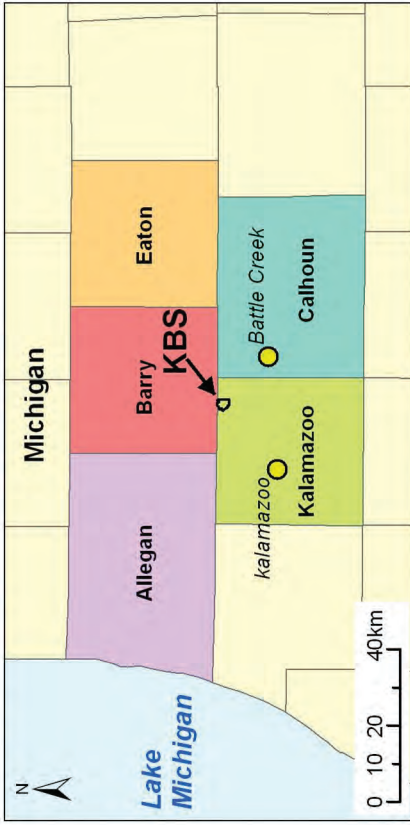 N
Michigan
Lake
Michigan
Allegan
Barry
Eaton
KBS
kalamazoo
Battle Creek
Kalamazoo
Calhoun
0 10 20 40km